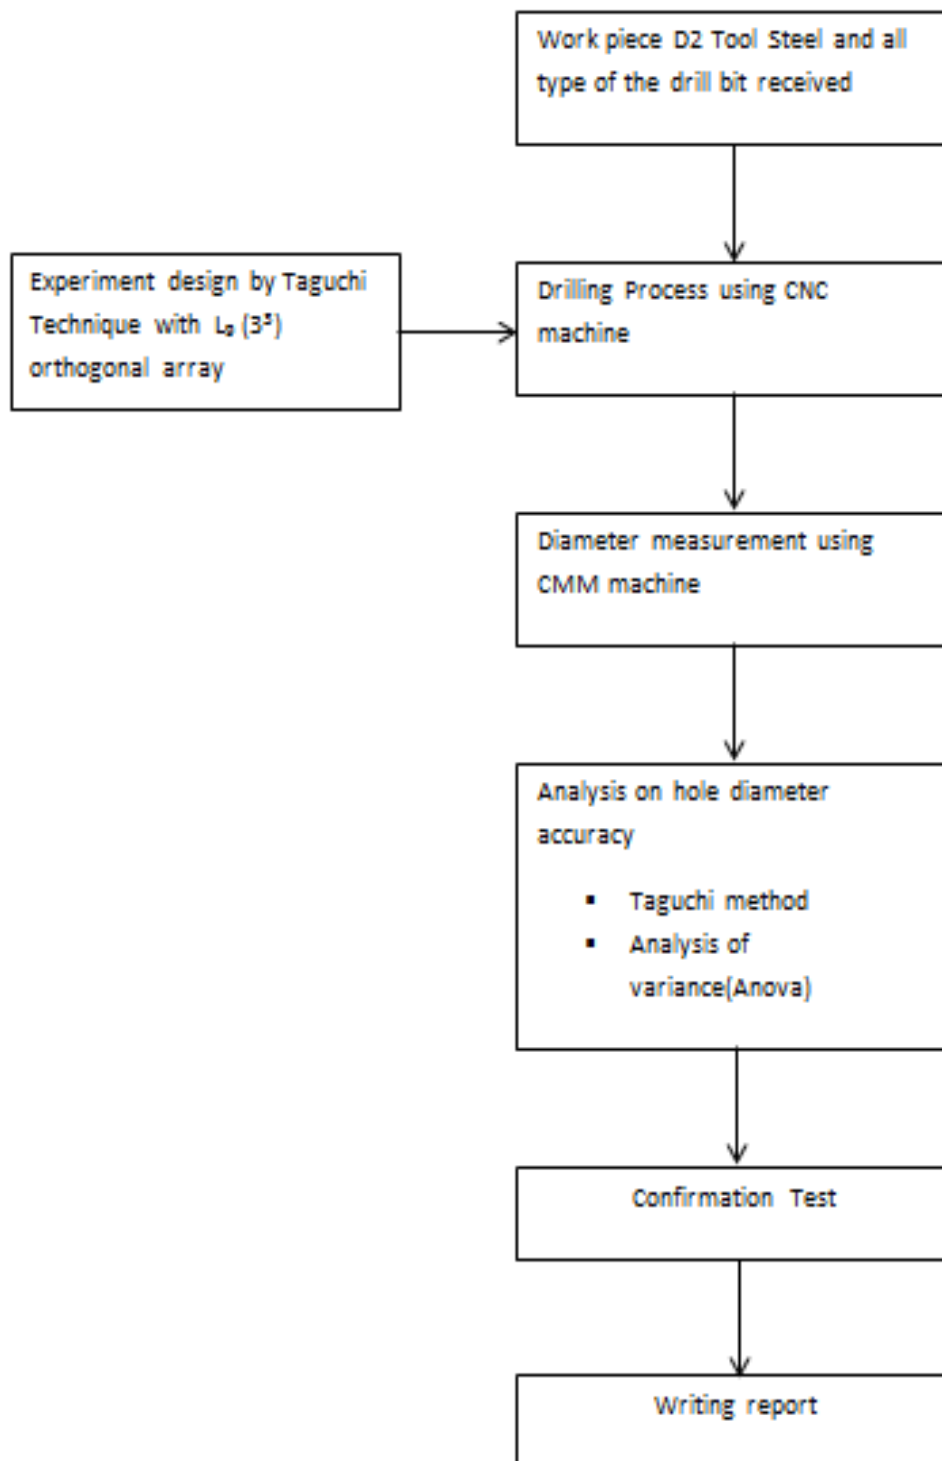 Work piece D2 Tool Steel and all
type of the drill bit received
Experiment design by Taguchi
Technique with L₉ (3³)
orthogonal array
Drilling Process using CNC
machine
Diameter measurement using
CMM machine
Analysis on hole diameter
accuracy
▪ Taguchi method
▪ Analysis of
variance(Anova)
Confirmation Test
Writing report